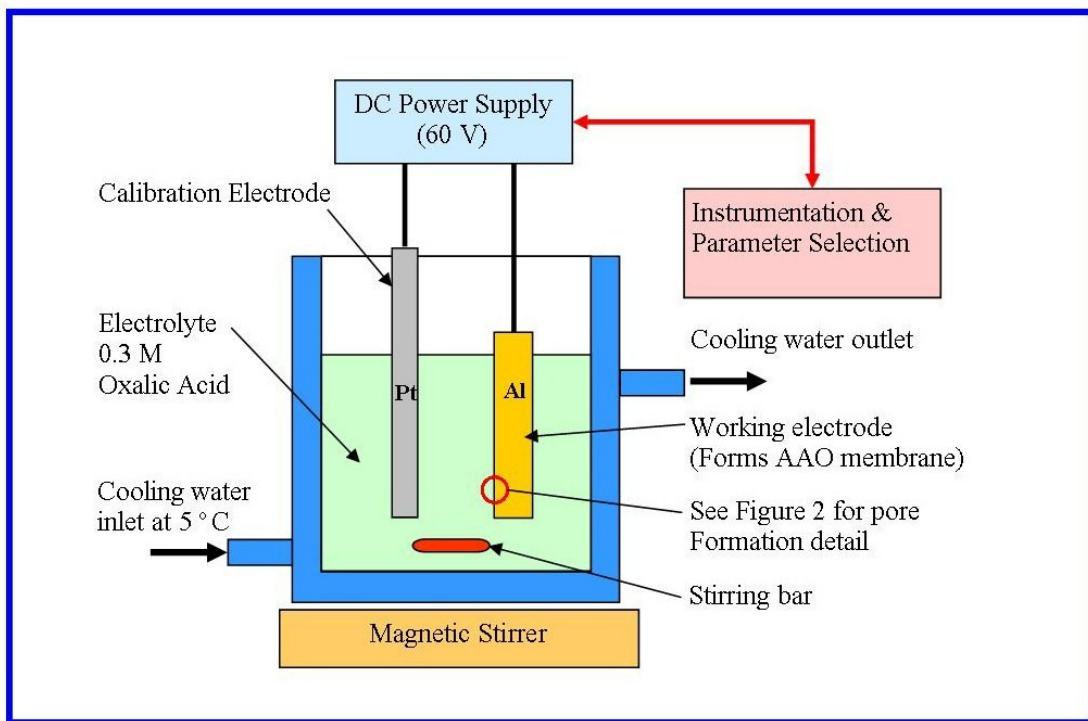 DC Power Supply
(60 V)
Calibration Electrode
Instrumentation &
Parameter Selection
Electrolyte
0.3 M
Oxalic Acid
Cooling water outlet
Pt
Al
Working electrode
(Forms AAO membrane)
Cooling water
inlet at 5 °C
See Figure 2 for pore
Formation detail
Stirring bar
Magnetic Stirrer